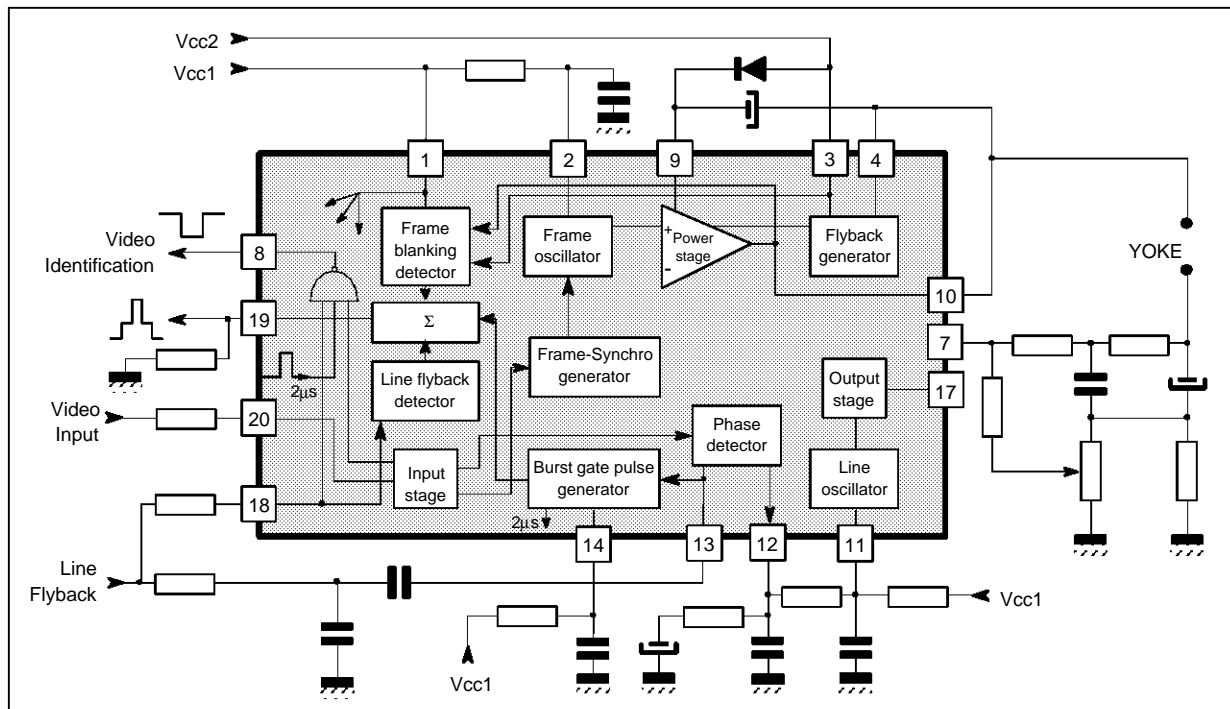 Vcc2
Vcc1
1
2
9
3
4
Video
Identification
8
Frame
blanking
detector
Frame
oscillator
+
-
Power
stage
Flyback
generator
YOKE
10
19
Σ
7
2μs
Line flyback
detector
Frame-Synchro
generator
Output
stage
17
Video
Input
20
Input
stage
Phase
detector
Burst gate pulse
generator
Line
oscillator
18
2μs
14
13
12
11
Line
Flyback
Vcc1
Vcc1